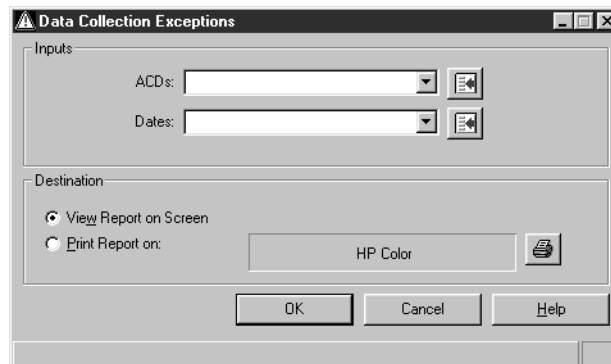 Data Collection Exceptions
Inputs
ACDs:
Dates:
Destination
View Report on Screen
Print Report on:
HP Color
OK Cancel Help